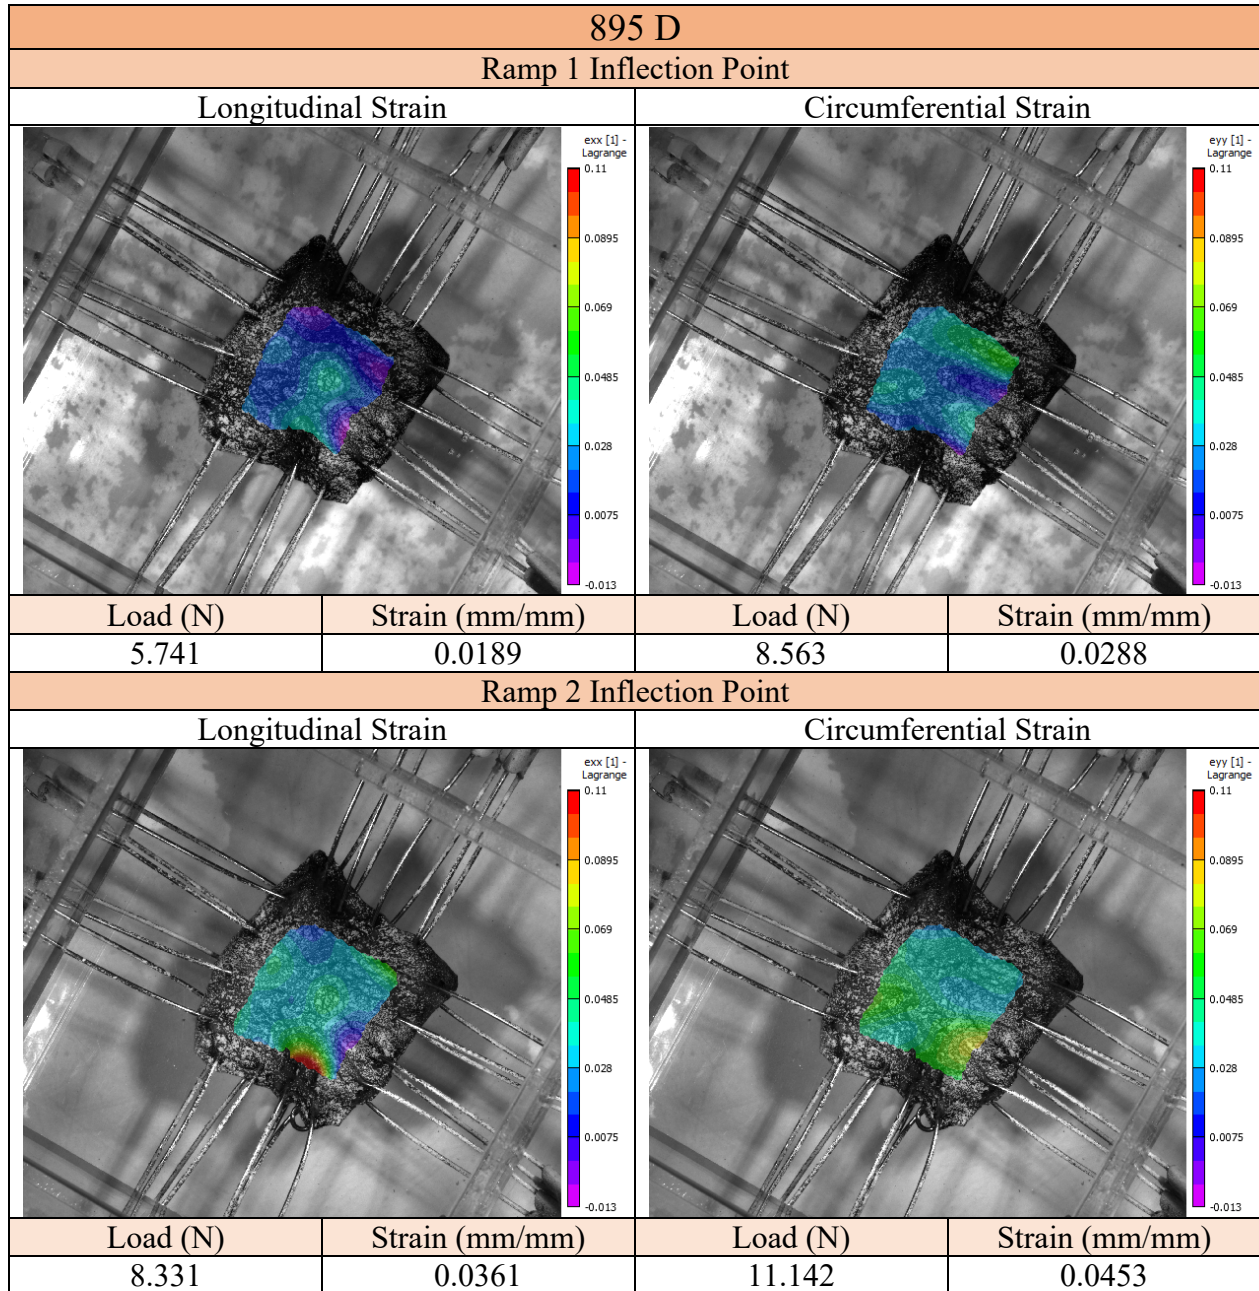 895 D
Ramp 1 Inflection Point
Longitudinal Strain
Circumferential Strain
exx [1] -
Lagrange
0.11
0.0895
0.069
0.0485
0.028
0.0075
-0.013
eyy [1] -
Lagrange
0.11
0.0895
0.069
0.0485
0.028
0.0075
-0.013
Load (N)
Strain (mm/mm)
Load (N)
Strain (mm/mm)
5.741
0.0189
8.563
0.0288
Ramp 2 Inflection Point
Longitudinal Strain
Circumferential Strain
exx [1] -
Lagrange
0.11
0.0895
0.069
0.0485
0.028
0.0075
-0.013
eyy [1] -
Lagrange
0.11
0.0895
0.069
0.0485
0.028
0.0075
-0.013
Load (N)
Strain (mm/mm)
Load (N)
Strain (mm/mm)
8.331
0.0361
11.142
0.0453